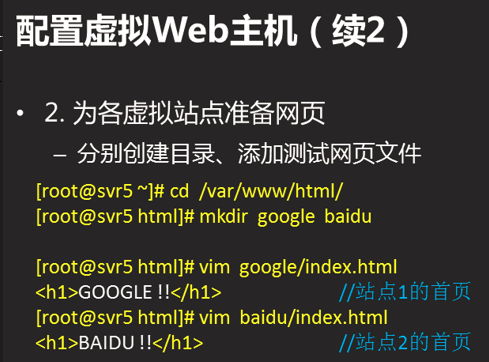 配置虚拟Web主机（续2）
• 2. 为各虚拟站点准备网页
– 分别创建目录、添加测试网页文件
[root@svr5 ~]# cd /var/www/html/
[root@svr5 html]# mkdir google baidu
[root@svr5 html]# vim google/index.html
<h1>GOOGLE !!</h1> //站点1的首页
[root@svr5 html]# vim baidu/index.html
<h1>BAIDU !!</h1> //站点2的首页